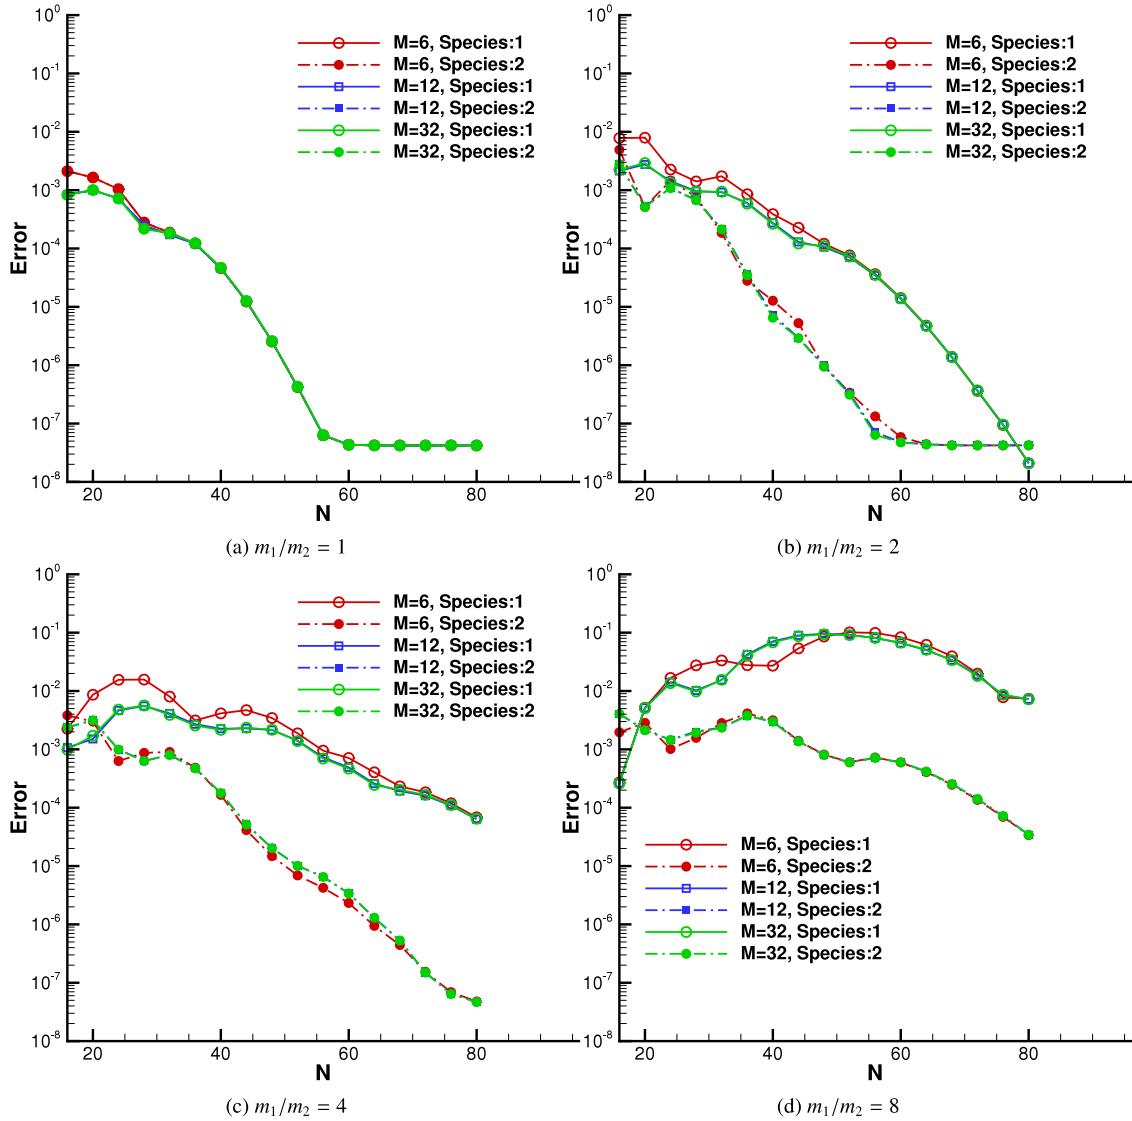 10^0
10^-1
10^-2
10^-3
10^-4
10^-5
10^-6
10^-7
10^-8
Error
M=6, Species:1
M=6, Species:2
M=12, Species:1
M=12, Species:2
M=32, Species:1
M=32, Species:2
20 40 60 80
N
(a) m₁/m₂ = 1
10^0
10^-1
10^-2
10^-3
10^-4
10^-5
10^-6
10^-7
10^-8
Error
M=6, Species:1
M=6, Species:2
M=12, Species:1
M=12, Species:2
M=32, Species:1
M=32, Species:2
20 40 60 80
N
(b) m₁/m₂ = 2
10^0
10^-1
10^-2
10^-3
10^-4
10^-5
10^-6
10^-7
10^-8
Error
M=6, Species:1
M=6, Species:2
M=12, Species:1
M=12, Species:2
M=32, Species:1
M=32, Species:2
20 40 60 80
N
(c) m₁/m₂ = 4
10^0
10^-1
10^-2
10^-3
10^-4
10^-5
10^-6
10^-7
10^-8
Error
M=6, Species:1
M=6, Species:2
M=12, Species:1
M=12, Species:2
M=32, Species:1
M=32, Species:2
20 40 60 80
N
(d) m₁/m₂ = 8